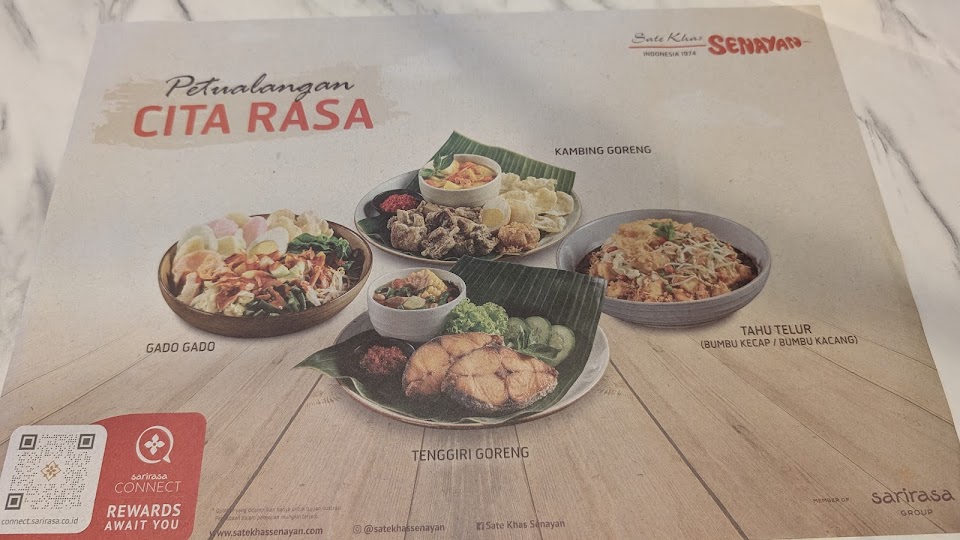 Sate Khas SENAYAN
INDONESIA 1974
Petualangan
CITA RASA
KAMBING GORENG
GADO GADO
TAHU TELUR
(BUMBU KECAP / BUMBU KACANG)
TENGGIRI GORENG
sarirasa
CONNECT
REWARDS
AWAIT YOU
connect.sarirasa.co.id
www.satekhassenayan.com
@satekhassenayan
Sate Khas Senayan
MEMBER OF
sarirasa
GROUP